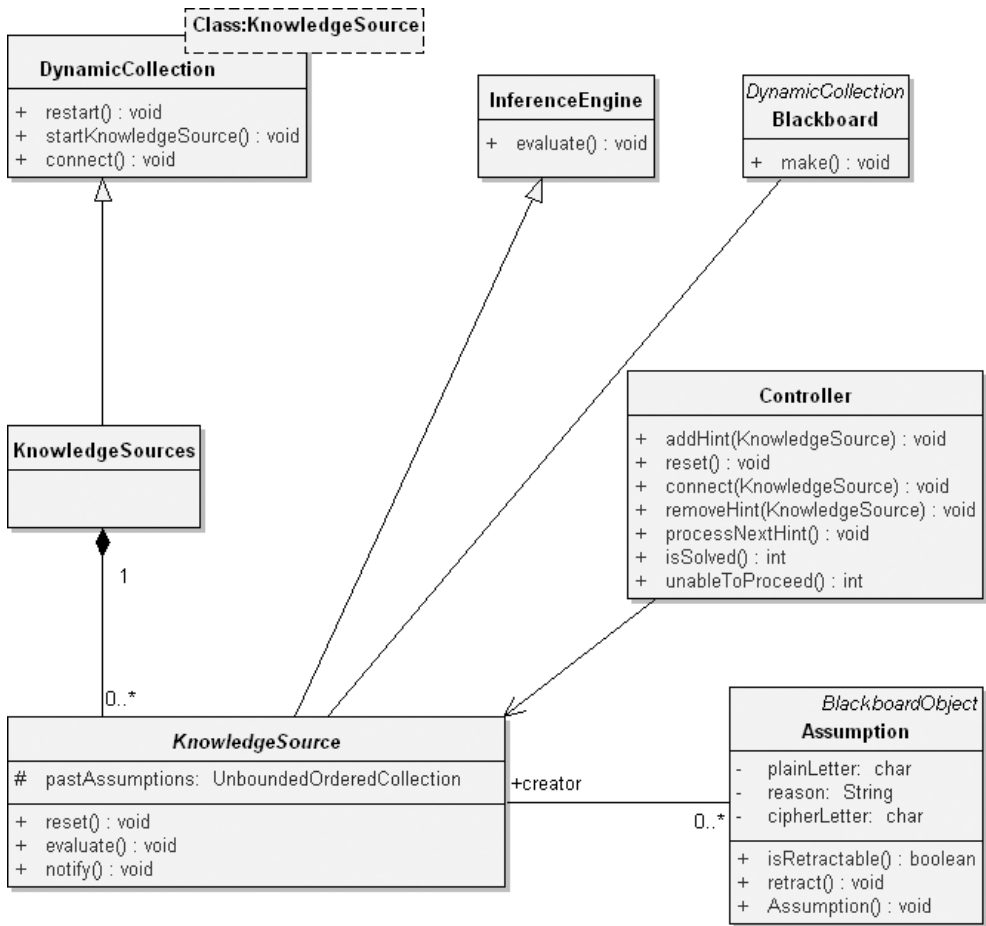 Class:KnowledgeSource
DynamicCollection
+ restart() : void
+ startKnowledgeSource() : void
+ connect() : void
InferenceEngine
+ evaluate() : void
DynamicCollection
Blackboard
+ make() : void
Controller
+ addHint(KnowledgeSource) : void
+ reset() : void
+ connect(KnowledgeSource) : void
+ removeHint(KnowledgeSource) : void
+ processNextHint() : void
+ isSolved() : int
+ unableToProceed() : int
KnowledgeSources
1
0..*
KnowledgeSource
# pastAssumptions: UnboundedOrderedCollection
+ reset() : void
+ evaluate() : void
+ notify() : void
+creator
0..*
BlackboardObject
Assumption
- plainLetter: char
- reason: String
- cipherLetter: char
+ isRetractable() : boolean
+ retract() : void
+ Assumption() : void